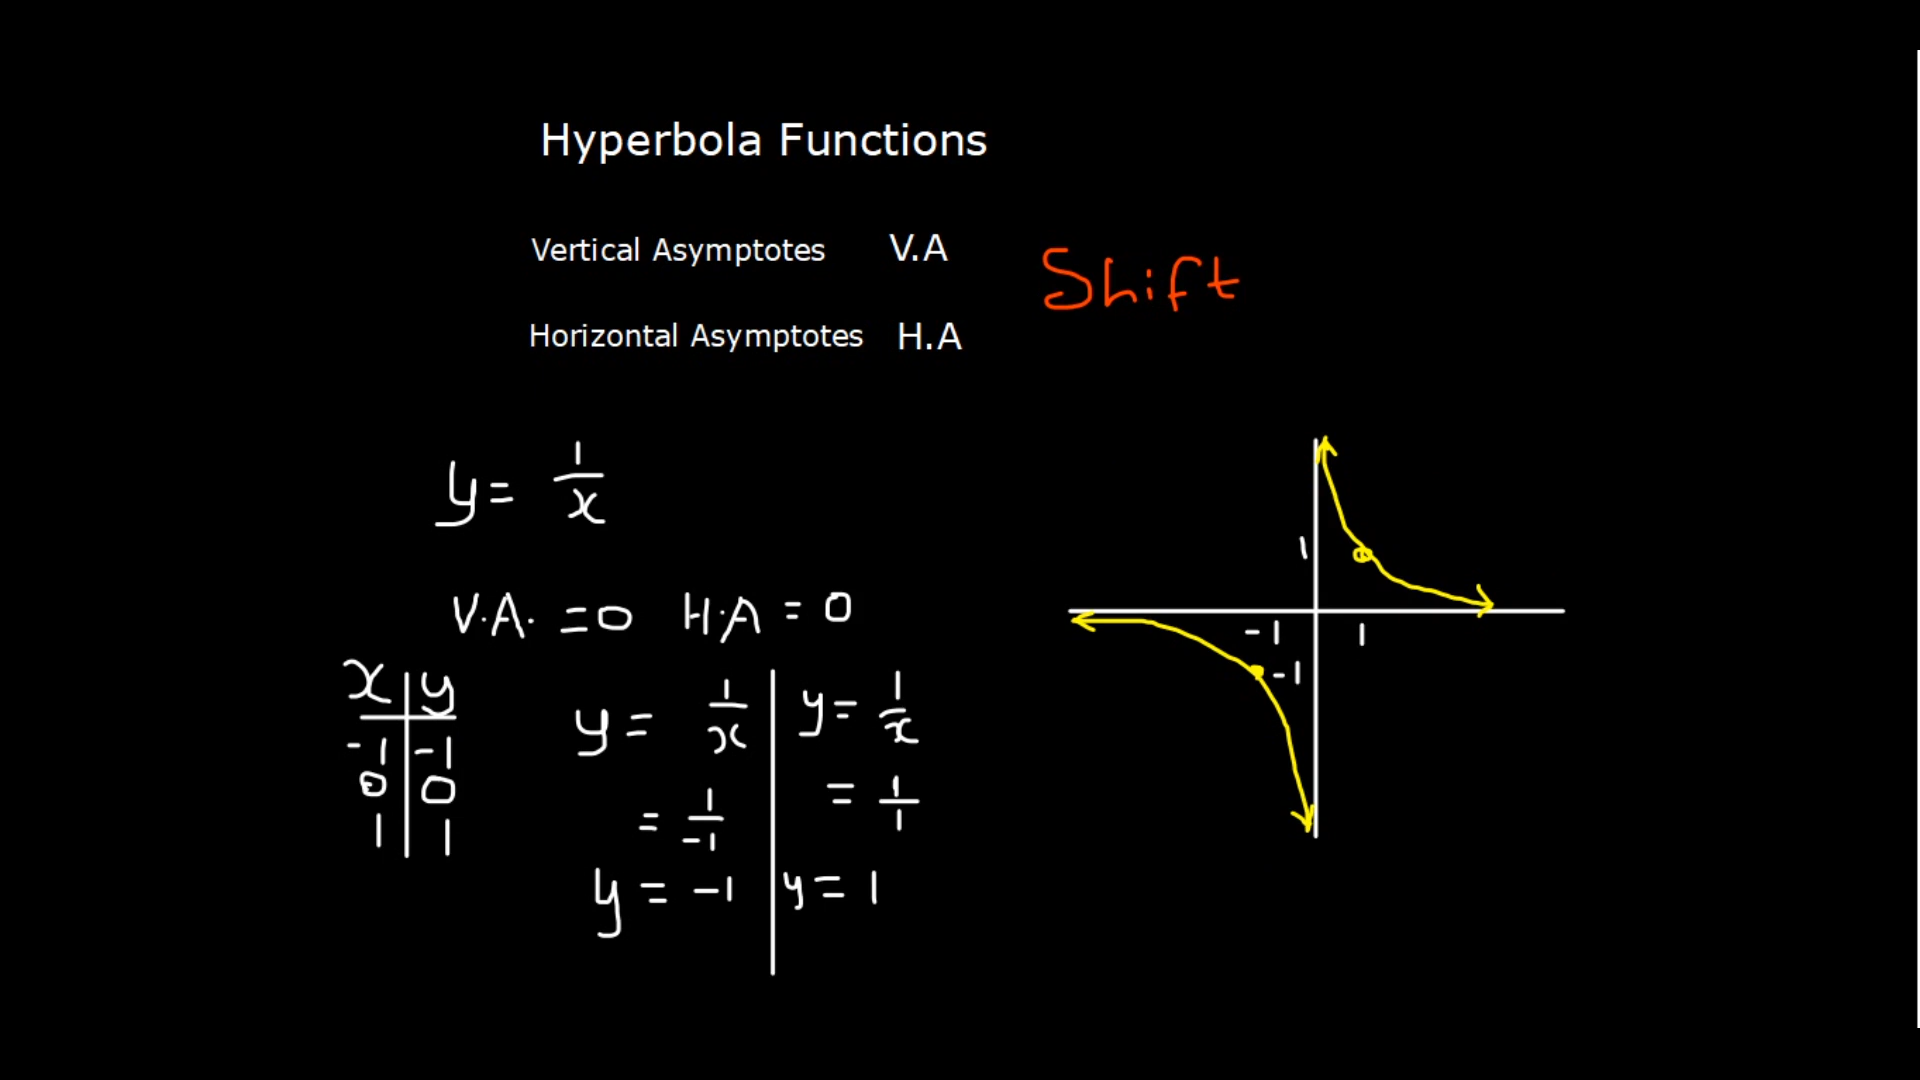 Hyperbola Functions
Vertical Asymptotes V.A
Shift
Horizontal Asymptotes H.A
y = 1/x
V.A. = 0 H.A = 0
x y
-1 -1
0 0
1 1
y = 1/x
= 1/-1
y = -1
y = 1/x
= 1/1
y = 1
1
-1 1
-1